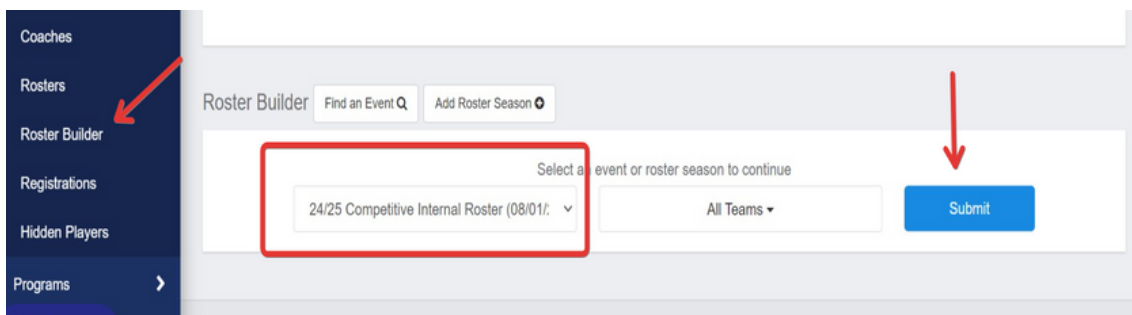 Coaches
Rosters
Roster Builder
Registrations
Hidden Players
Programs
Roster Builder Find an Event Add Roster Season
Select an event or roster season to continue
24/25 Competitive Internal Roster (08/01/: All Teams Submit